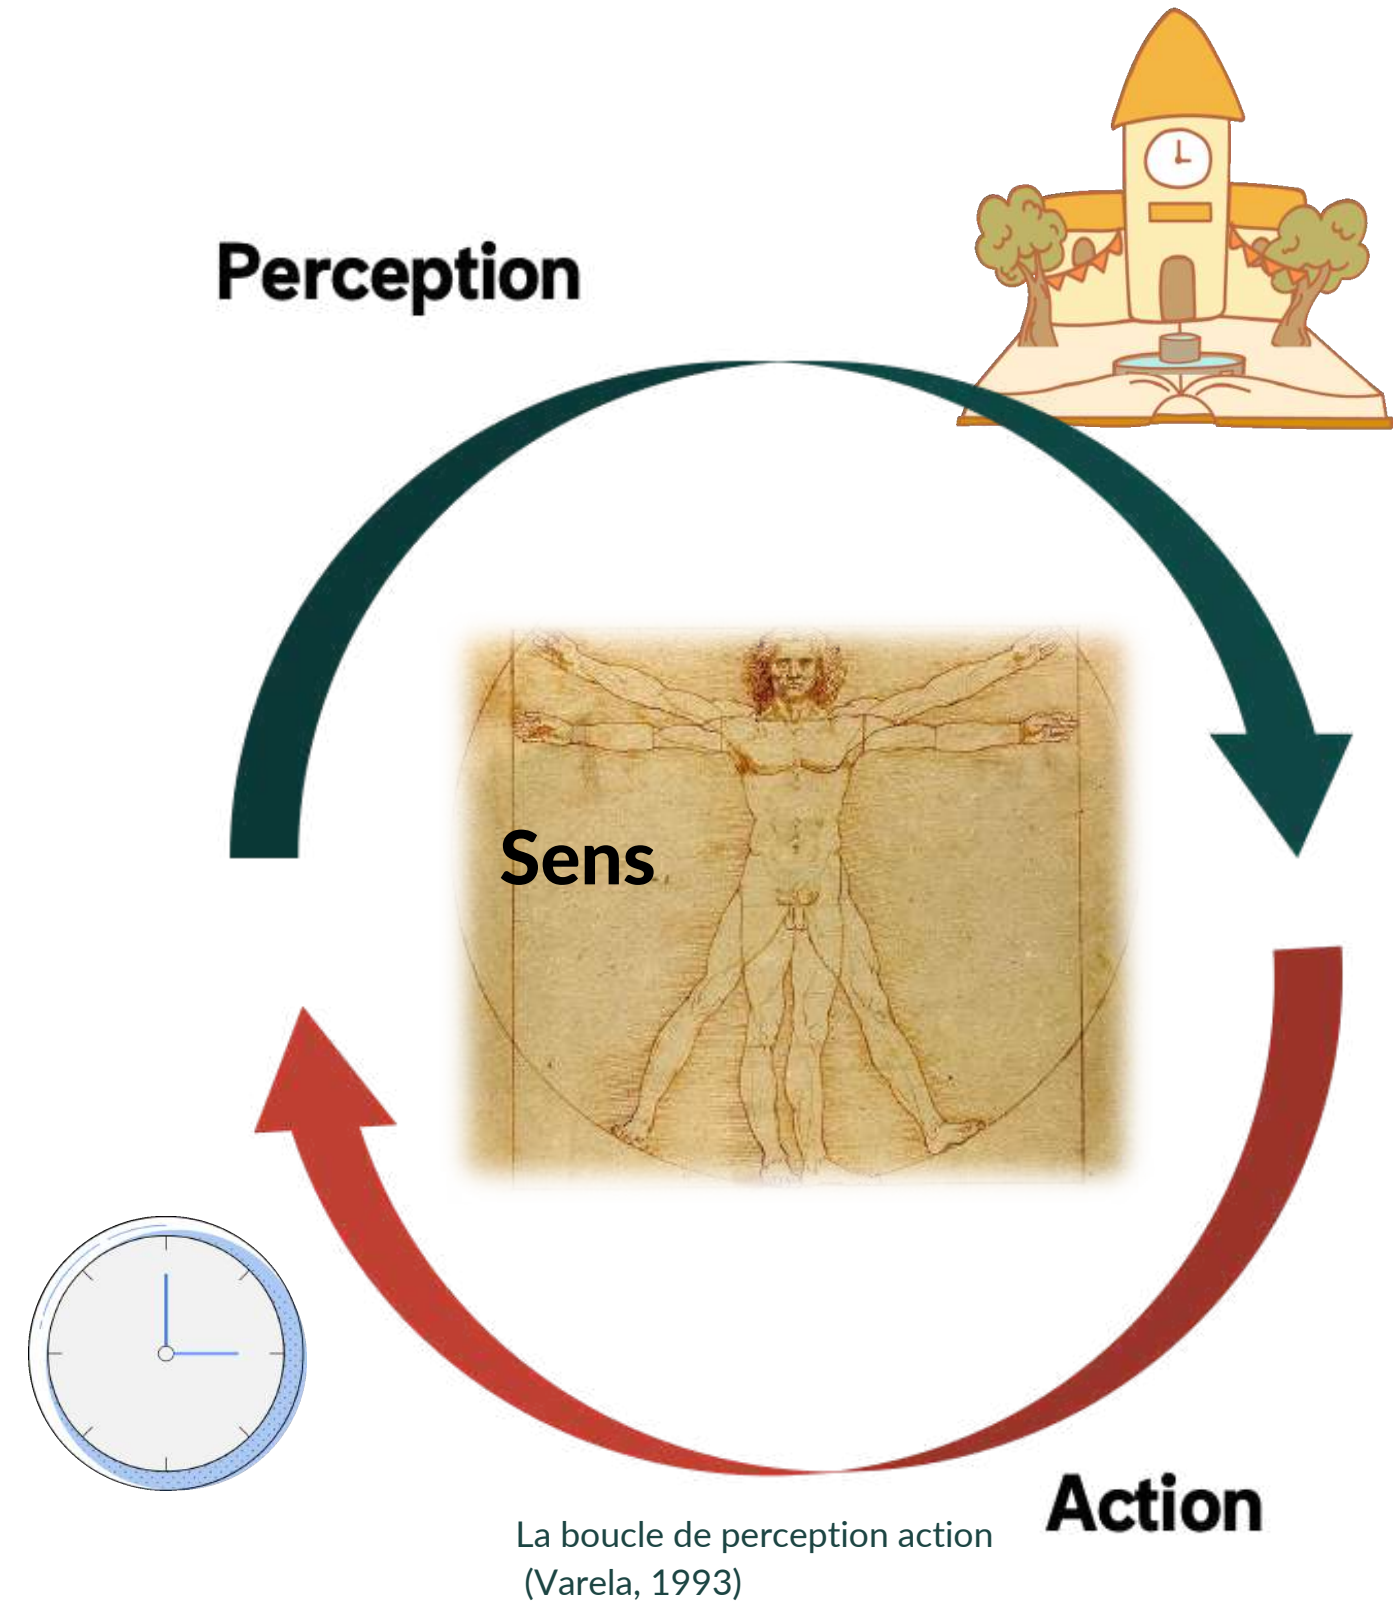 Perception
Sens
Action
La boucle de perception action
(Varela, 1993)